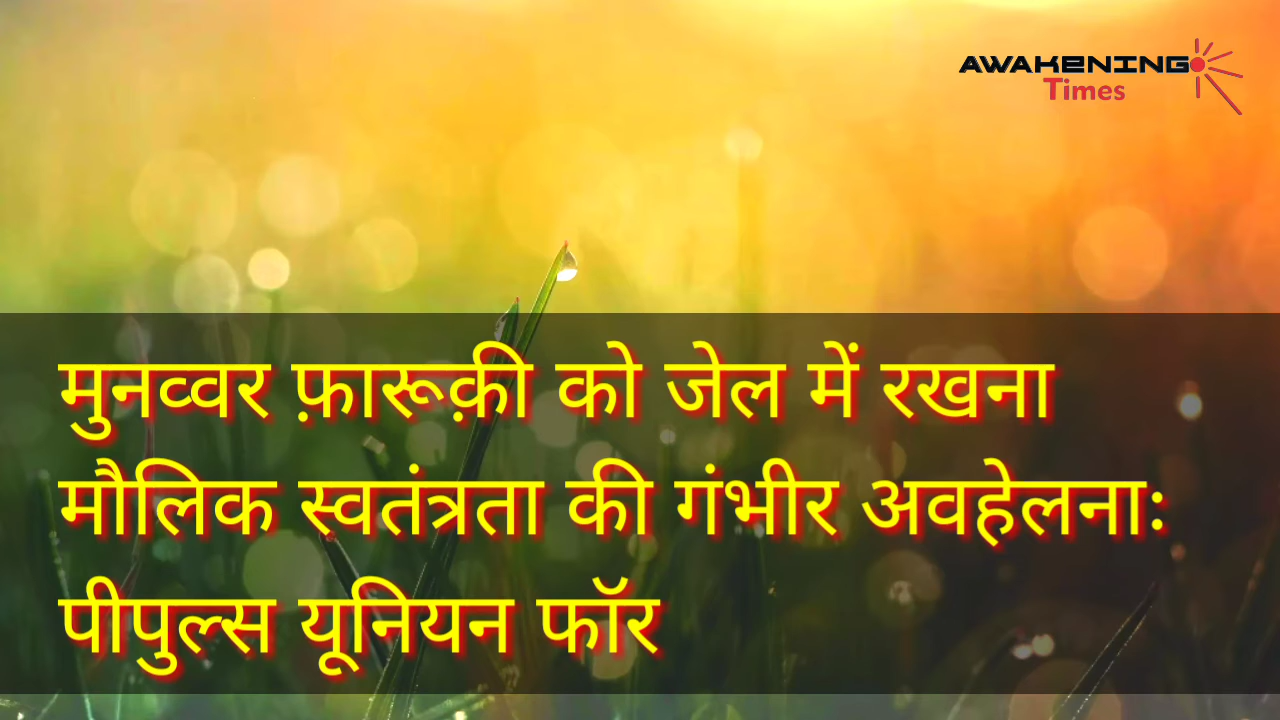 AWAKENING
Times
मुनव्वर फ़ारूक़ी को जेल में रखना
मौलिक स्वतंत्रता की गंभीर अवहेलनाः
पीपुल्स यूनियन फॉर